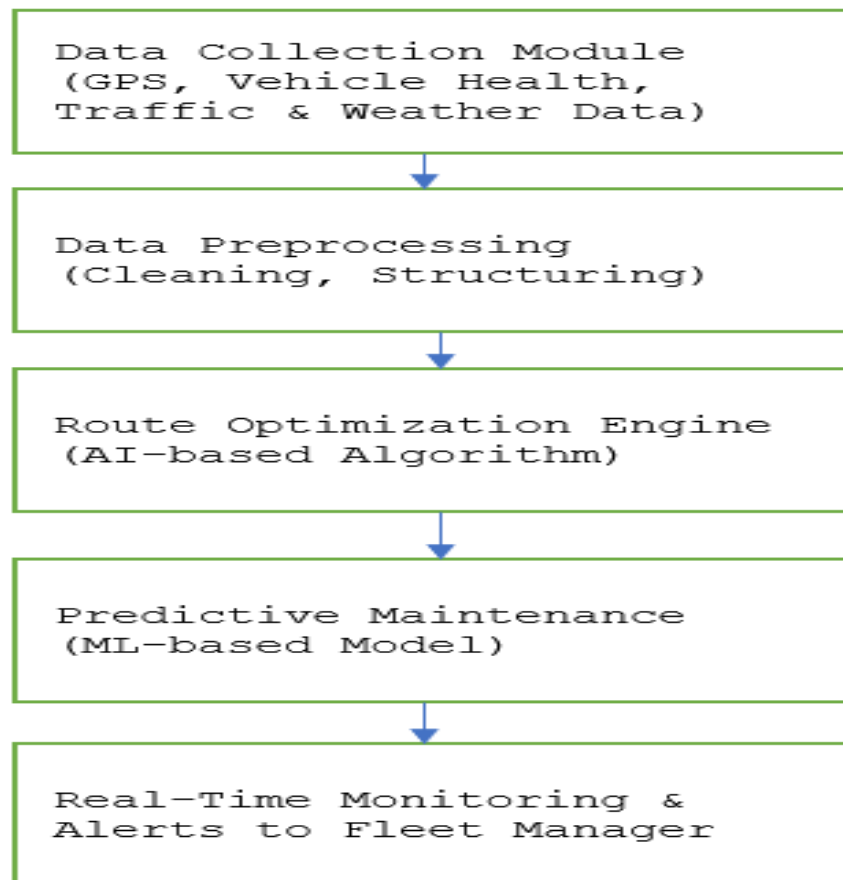 Data Collection Module
(GPS, Vehicle Health,
Traffic & Weather Data)
Data Preprocessing
(Cleaning, Structuring)
Route Optimization Engine
(AI-based Algorithm)
Predictive Maintenance
(ML-based Model)
Real-Time Monitoring &
Alerts to Fleet Manager